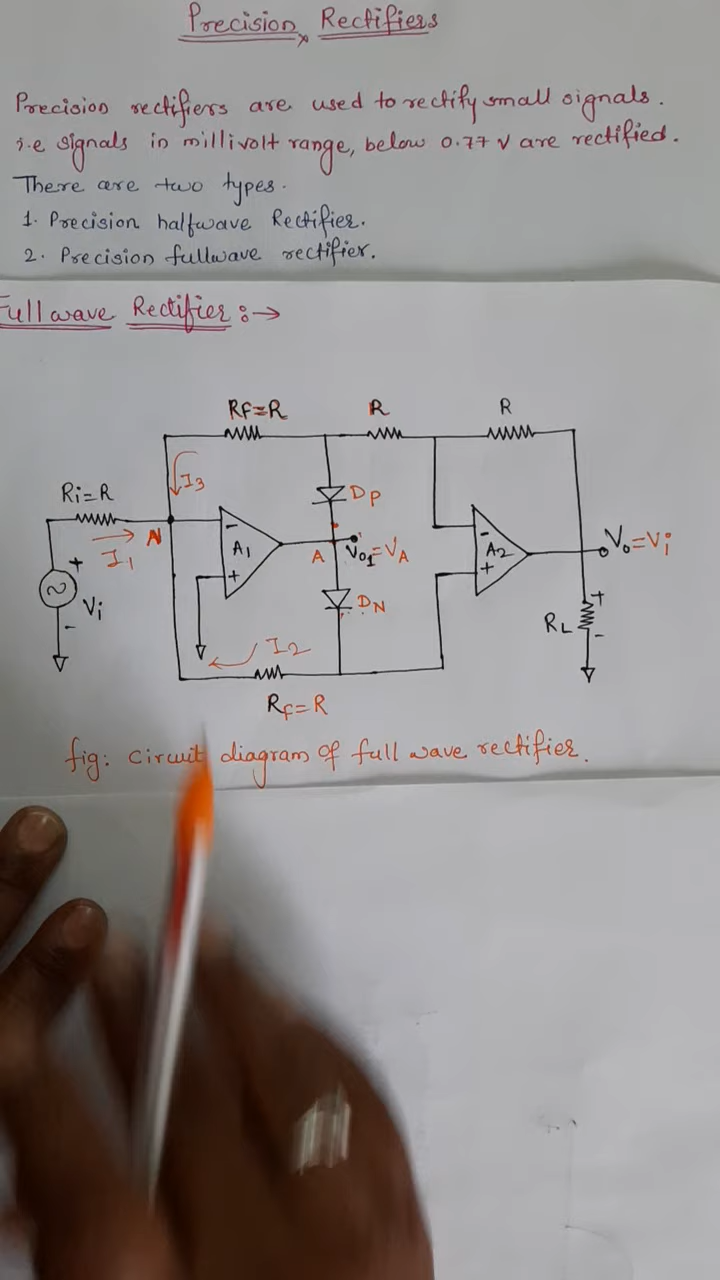 Precision Rectifiers
Precision rectifiers are used to rectify small signals.
i.e signals in millivolt range, below 0.77 V are rectified.
There are two types.
1. Precision halfwave Rectifier.
2. Precision fullwave rectifier.
Full wave Rectifier :→
RF=R
R
R
Ri=R
I3
DP
N
I1
-
A1
+
A
Vo1=VA
-
A2
+
Vo=Vi
+
Vi
-
DN
RL
+
-
I2
RF=R
fig: circuit diagram of full wave rectifier.